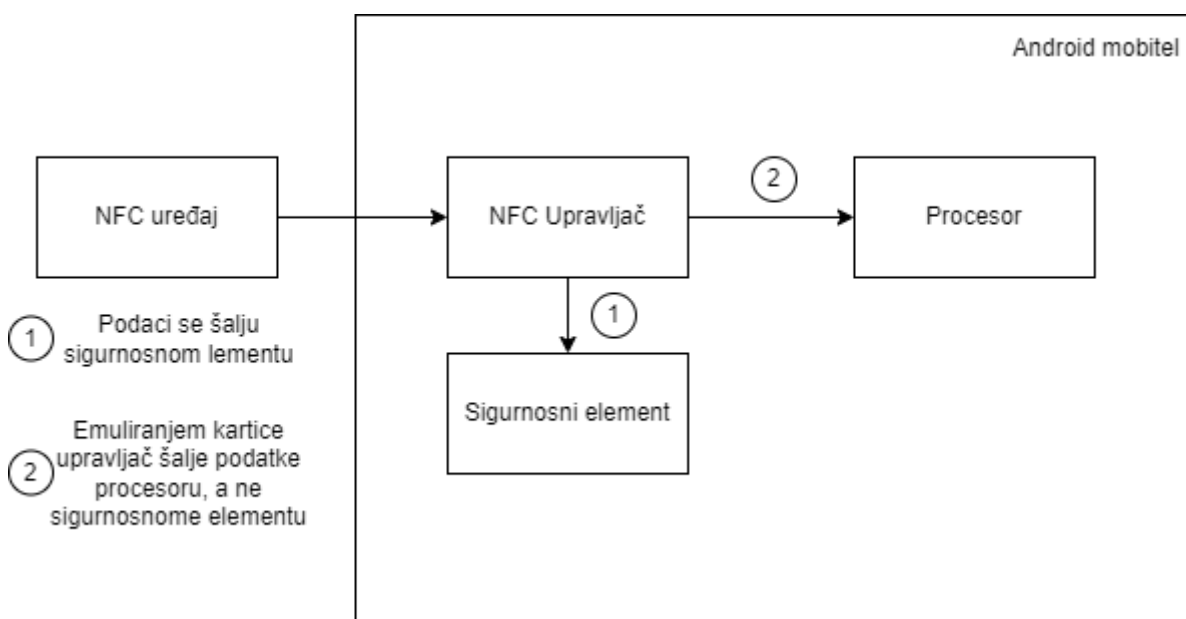 Android mobitel
NFC uređaj
NFC Upravljač
2
Procesor
1
1
Podaci se šalju
sigurnosnom lementu
Sigurnosni element
2
Emuliranjem kartice
upravljač šalje podatke
procesoru, a ne
sigurnosnome elementu